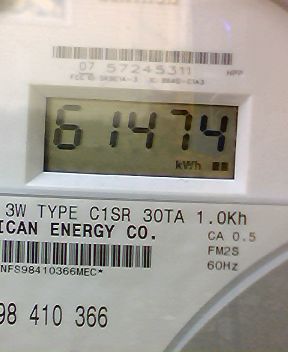 07 57245311 HPP
61474
kWh
3W TYPE C1SR 30TA 1.0Kh
ICAN ENERGY CO.
CA 0.5
FM2S
60Hz
NFS98410366MEC*
98 410 366